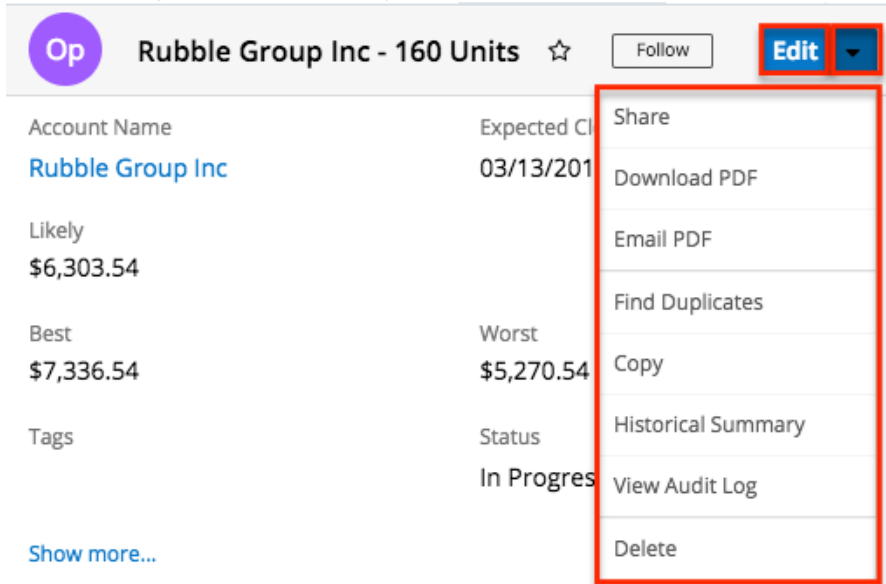 Op Rubble Group Inc - 160 Units Follow Edit
Account Name Expected Cl
Rubble Group Inc 03/13/201
Likely
$6,303.54
Best Worst
$7,336.54 $5,270.54
Tags Status
In Progres
Show more...
Share
Download PDF
Email PDF
Find Duplicates
Copy
Historical Summary
View Audit Log
Delete